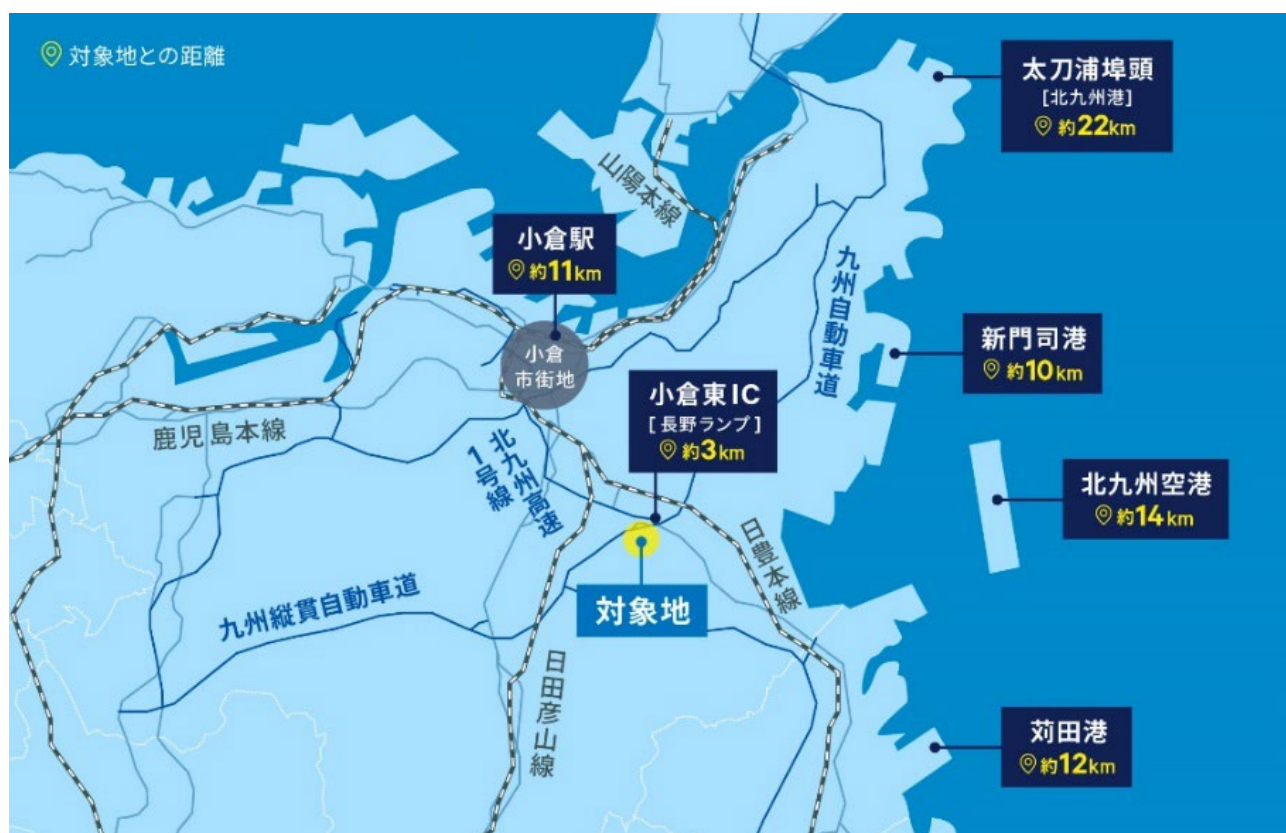 対象地との距離
太刀浦埠頭
[北九州港]
約22km
山陽本線
小倉駅
約11km
九州自動車道
新門司港
約10km
小倉
市街地
小倉東IC
[長野ランプ]
約3km
鹿児島本線
北九州高速
1号線
北九州空港
約14km
日豊本線
対象地
九州縦貫自動車道
日田彦山線
苅田港
約12km